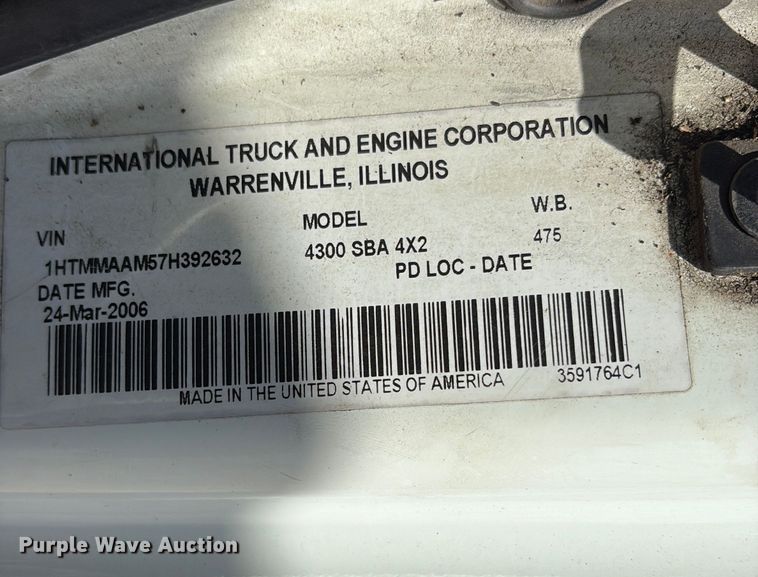 INTERNATIONAL TRUCK AND ENGINE CORPORATION
WARRENVILLE, ILLINOIS
VIN MODEL W.B.
1HTMMAAM57H392632 4300 SBA 4X2 475
DATE MFG. PD LOC - DATE
24-Mar-2006
MADE IN THE UNITED STATES OF AMERICA 3591764C1
Purple Wave Auction